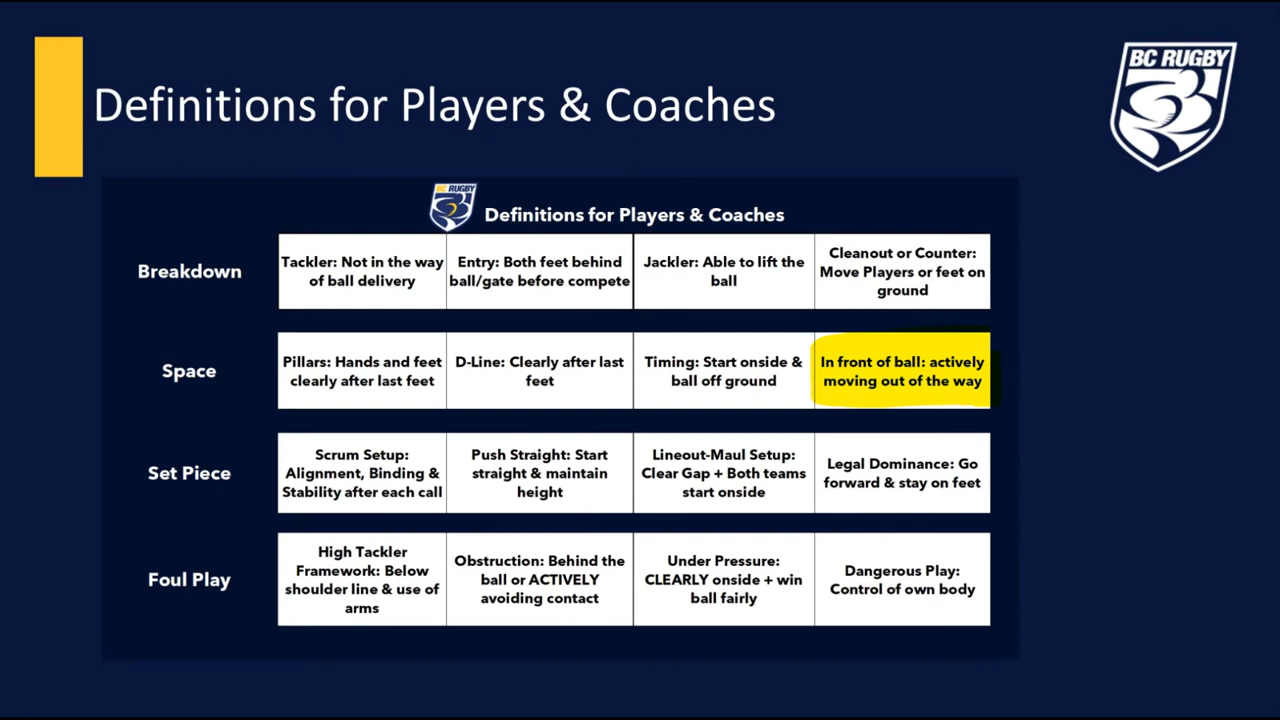 Definitions for Players & Coaches
BC RUGBY
BC RUGBY
Definitions for Players & Coaches
Breakdown
Tackler: Not in the way
of ball delivery
Entry: Both feet behind
ball/gate before compete
Jackler: Able to lift the
ball
Cleanout or Counter:
Move Players or feet on
ground
Space
Pillars: Hands and feet
clearly after last feet
D-Line: Clearly after last
feet
Timing: Start onside &
ball off ground
In front of ball: actively
moving out of the way
Set Piece
Scrum Setup:
Alignment, Binding &
Stability after each call
Push Straight: Start
straight & maintain
height
Lineout-Maul Setup:
Clear Gap + Both teams
start onside
Legal Dominance: Go
forward & stay on feet
Foul Play
High Tackler
Framework: Below
shoulder line & use of
arms
Obstruction: Behind the
ball or ACTIVELY
avoiding contact
Under Pressure:
CLEARLY onside + win
ball fairly
Dangerous Play:
Control of own body